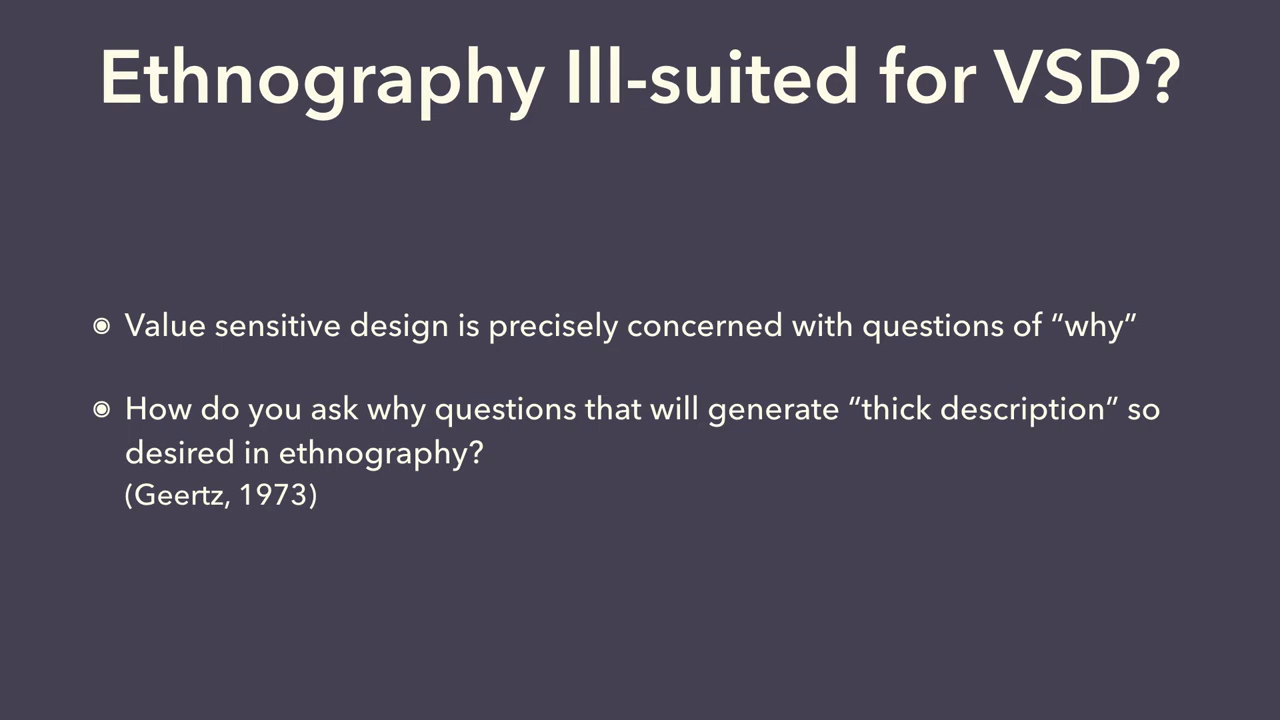 Ethnography Ill-suited for VSD?
◉ Value sensitive design is precisely concerned with questions of “why”
◉ How do you ask why questions that will generate “thick description” so
desired in ethnography?
(Geertz, 1973)